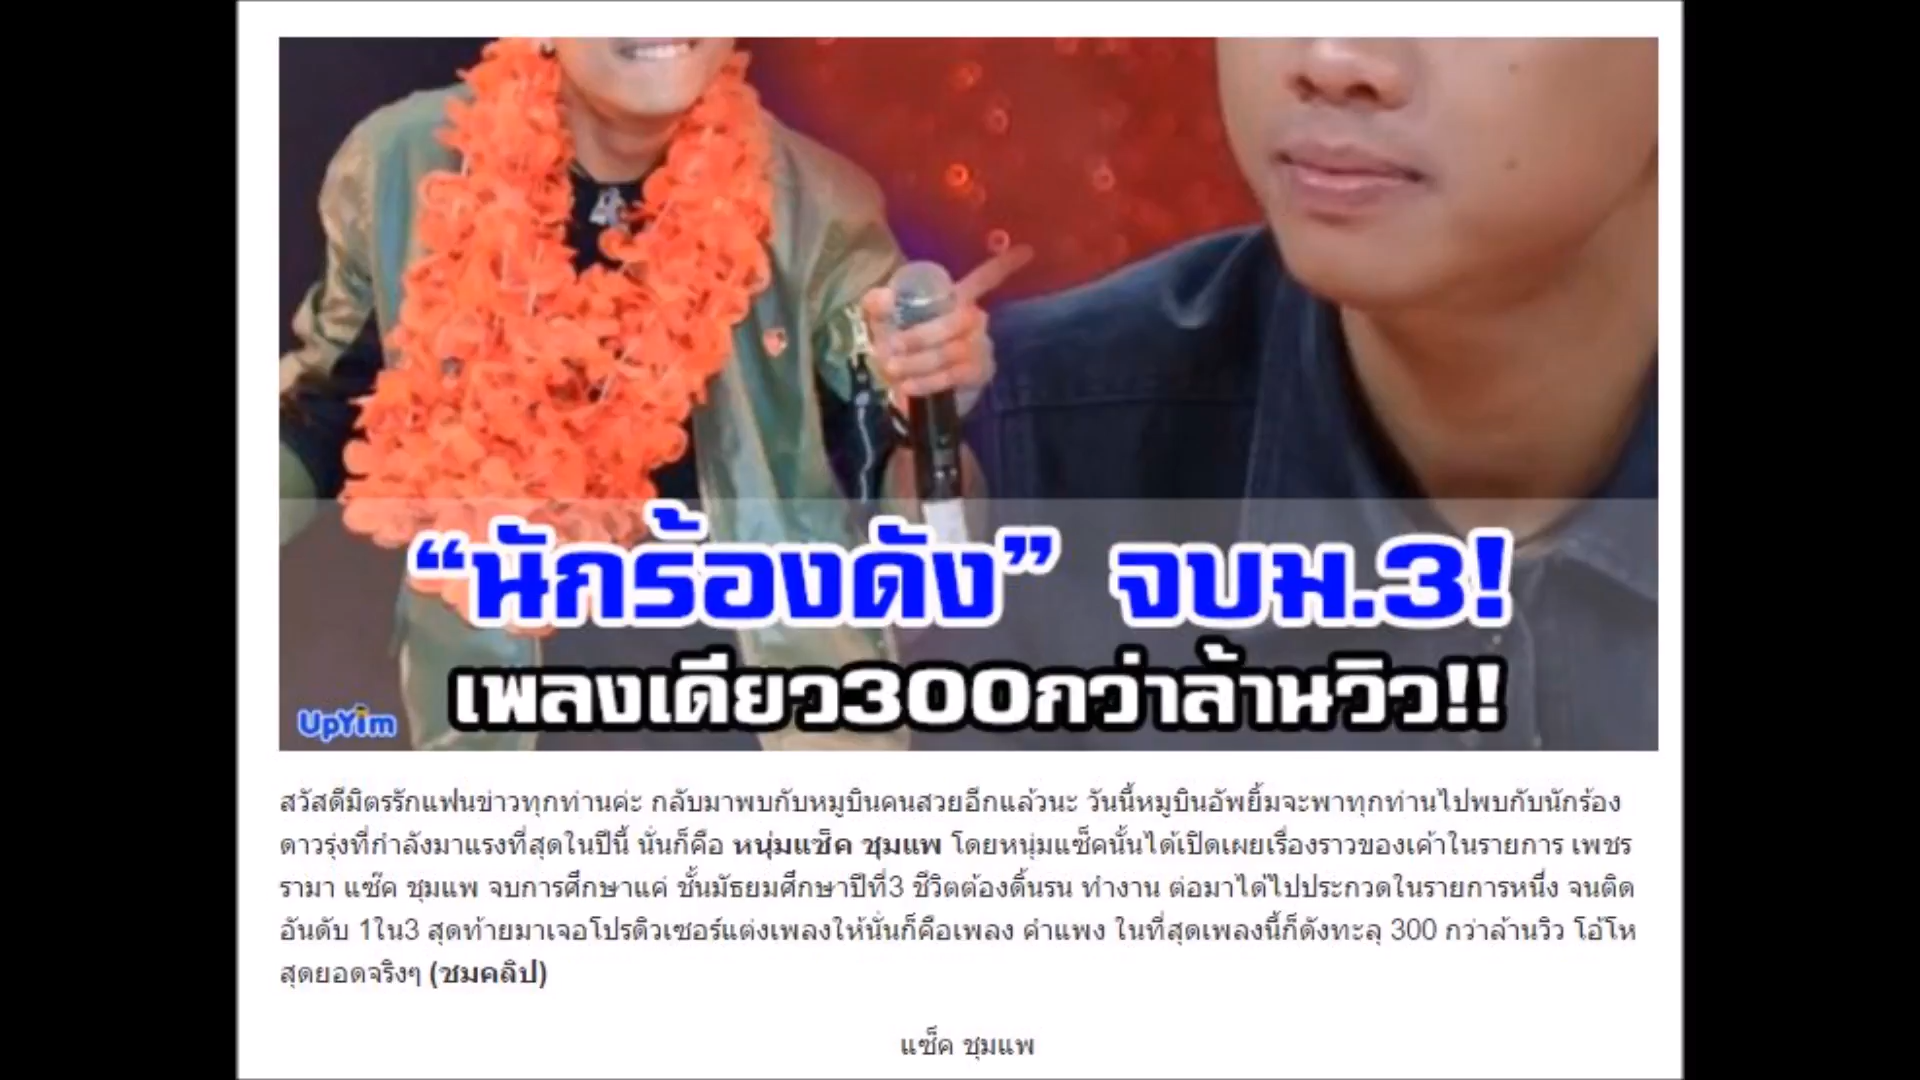 4
“นักร้องดัง” จบม.3!
เพลงเดียว300กว่าล้านวิว!!
UpYim
สวัสดีมิตรรักแฟนข่าวทุกท่านค่ะ กลับมาพบกับหมูบินคนสวยอีกแล้วนะ วันนี้หมูบินอัพยิ้มจะพาทุกท่านไปพบกับนักร้อง
ดาวรุ่งที่กำลังมาแรงที่สุดในปีนี้ นั่นก็คือ หนุ่มแซ็ค ชุมแพ โดยหนุ่มแซ็คนั้นได้เปิดเผยเรื่องราวของเค้าในรายการ เพชร
รามา แซ๊ค ชุมแพ จบการศึกษาแค่ ชั้นมัธยมศึกษาปีที่3 ชีวิตต้องดิ้นรน ทำงาน ต่อมาได้ไปประกวดในรายการหนึ่ง จนติด
อันดับ 1ใน3 สุดท้ายมาเจอโปรดิวเซอร์แต่งเพลงให้นั่นก็คือเพลง คำแพง ในที่สุดเพลงนี้ก็ดังทะลุ 300 กว่าล้านวิว โอ้โห
สุดยอดจริงๆ (ชมคลิป)
แซ็ค ชุมแพ